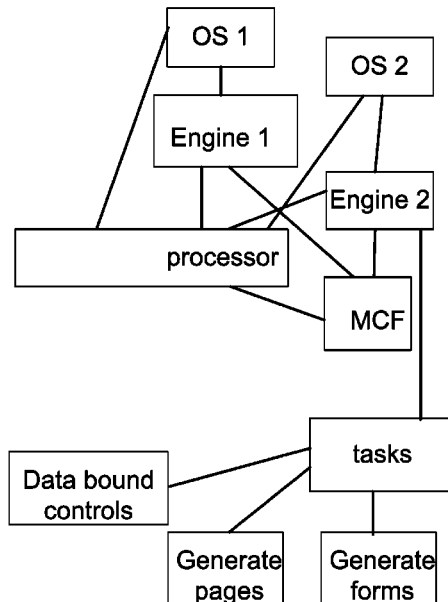 OS 1
OS 2
Engine 1
Engine 2
processor
MCF
tasks
Data bound
controls
Generate
pages
Generate
forms